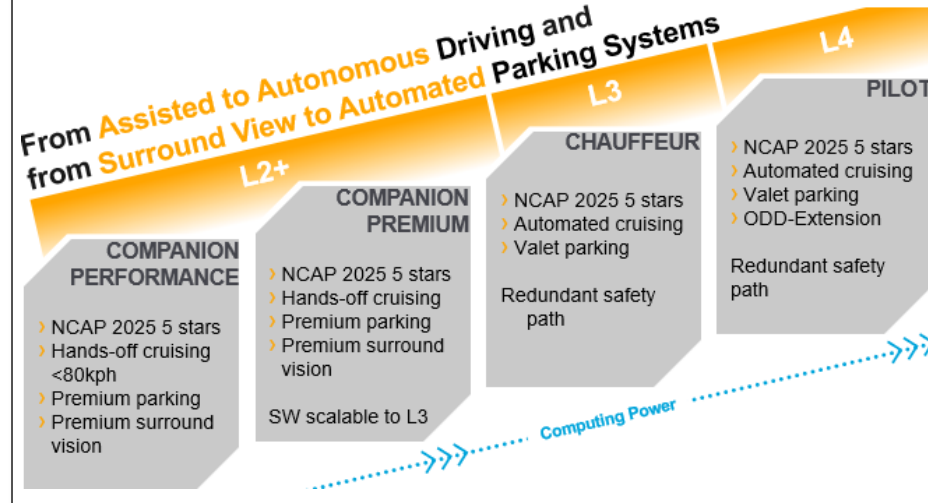 From Assisted to Autonomous Driving and
from Surround View to Automated Parking Systems
L2+
L3
L4
COMPANION
PERFORMANCE
NCAP 2025 5 stars
Hands-off cruising
<80kph
Premium parking
Premium surround
vision
COMPANION
PREMIUM
NCAP 2025 5 stars
Hands-off cruising
Premium parking
Premium surround
vision
SW scalable to L3
CHAUFFEUR
NCAP 2025 5 stars
Automated cruising
Valet parking
Redundant safety
path
PILOT
NCAP 2025 5 stars
Automated cruising
Valet parking
ODD-Extension
Redundant safety
path
Computing Power